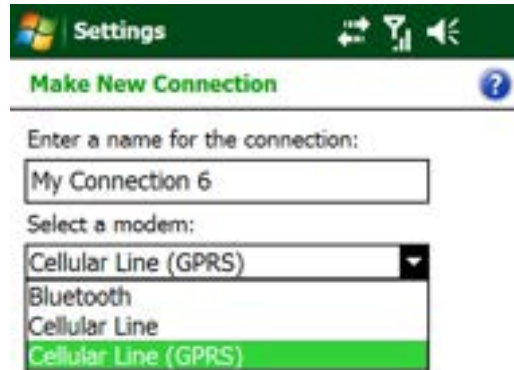 Settings
Make New Connection
Enter a name for the connection:
My Connection 6
Select a modem:
Cellular Line (GPRS)
Bluetooth
Cellular Line
Cellular Line (GPRS)